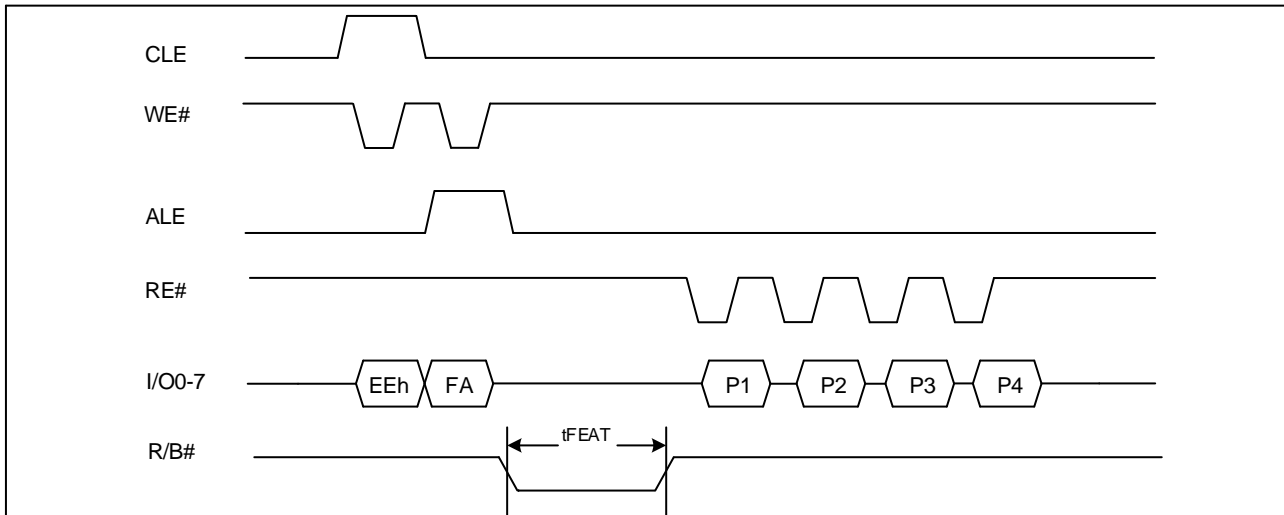 CLE
WE#
ALE
RE#
I/O0-7 EEh FA P1 P2 P3 P4
tFEAT
R/B#